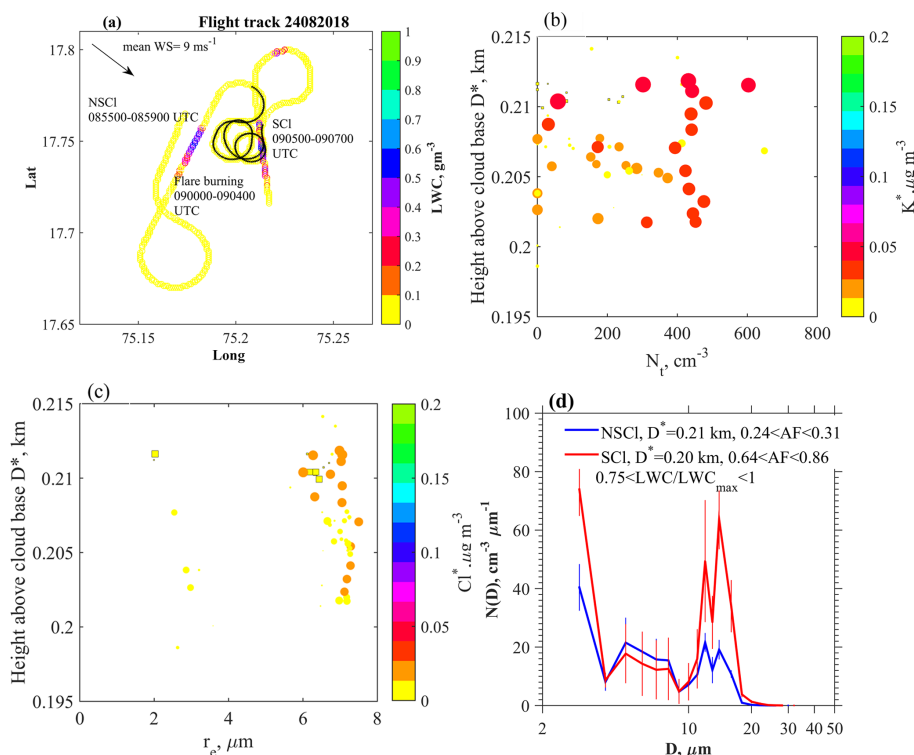 (a)
Flight track 24082018
mean WS= 9 ms-1
NSCl
085500-085900 UTC
SCl
090500-090700
UTC
Flare burning
090000-090400
UTC
17.8
17.75
17.7
17.65
Lat
75.15
75.2
75.25
Long
1
0.9
0.8
0.7
0.6
0.5
0.4
0.3
0.2
0.1
0
LWC, gm-3
(b)
0.215
0.21
0.205
0.2
0.195
Height above cloud base D*, km
0
200
400
600
800
Nt, cm-3
0.2
0.15
0.1
0.05
0
K*, µg m-3
(c)
0.215
0.21
0.205
0.2
0.195
Height above cloud base D*, km
0
2
4
6
8
re, µm
0.2
0.15
0.1
0.05
0
Cl* , µg m-3
(d)
NSCl, D*=0.21 km, 0.24<AF<0.31
SCl, D*=0.20 km, 0.64<AF<0.86
0.75<LWC/LWCmax<1
100
80
60
40
20
0
N(D), cm-3 µm-1
2
10
20
30
40 50
D, µm